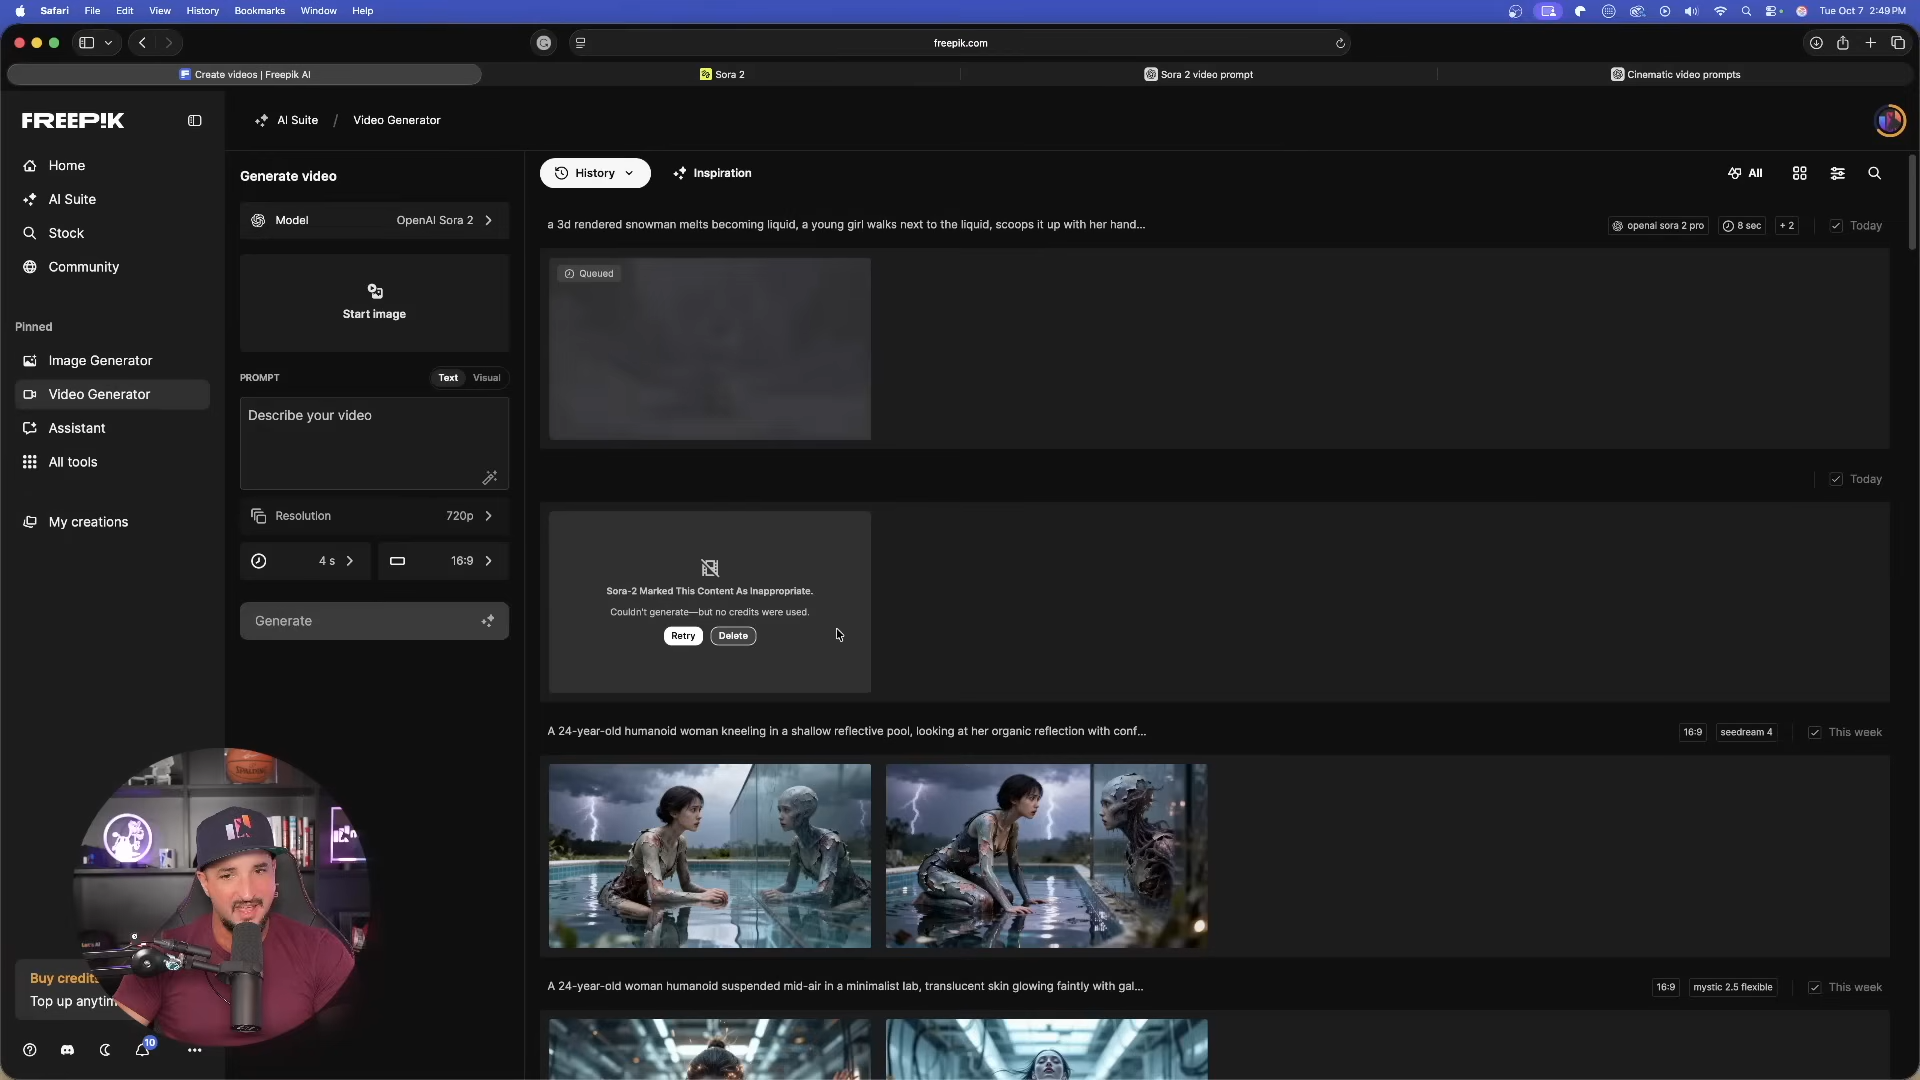 Safari File Edit View History Bookmarks Window Help
Tue Oct 7 2:49 PM
freepik.com
Create videos | Freepik AI
Sora 2
Sora 2 video prompt
Cinematic video prompts
FREEP!K
AI Suite / Video Generator
Home
AI Suite
Stock
Community
Pinned
Image Generator
Video Generator
Assistant
All tools
My creations
Buy credits
Top up anytim
10
Generate video
Model OpenAI Sora 2
Start image
PROMPT Text Visual
Describe your video
Resolution 720p
4 s 16:9
Generate
History Inspiration All
a 3d rendered snowman melts becoming liquid, a young girl walks next to the liquid, scoops it up with her hand...
openai sora 2 pro 8 sec + 2 Today
Queued
Today
Sora-2 Marked This Content As Inappropriate.
Couldn't generate—but no credits were used.
Retry Delete
A 24-year-old humanoid woman kneeling in a shallow reflective pool, looking at her organic reflection with conf...
16:9 seedream 4 This week
A 24-year-old woman humanoid suspended mid-air in a minimalist lab, translucent skin glowing faintly with gal...
16:9 mystic 2.5 flexible This week
SPALDING